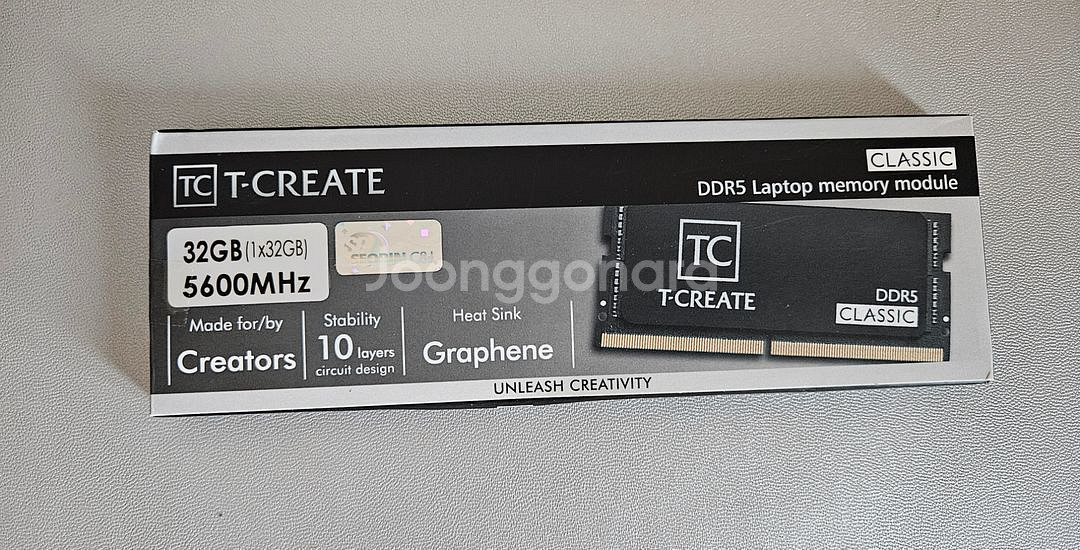 TC T-CREATE
CLASSIC
DDR5 Laptop memory module
32GB (1x32GB)
5600MHz
Joonggonara
Made for/by
Creators
Stability
10 layers
circuit design
Heat Sink
Graphene
TC
T-CREATE
DDR5
CLASSIC
UNLEASH CREATIVITY